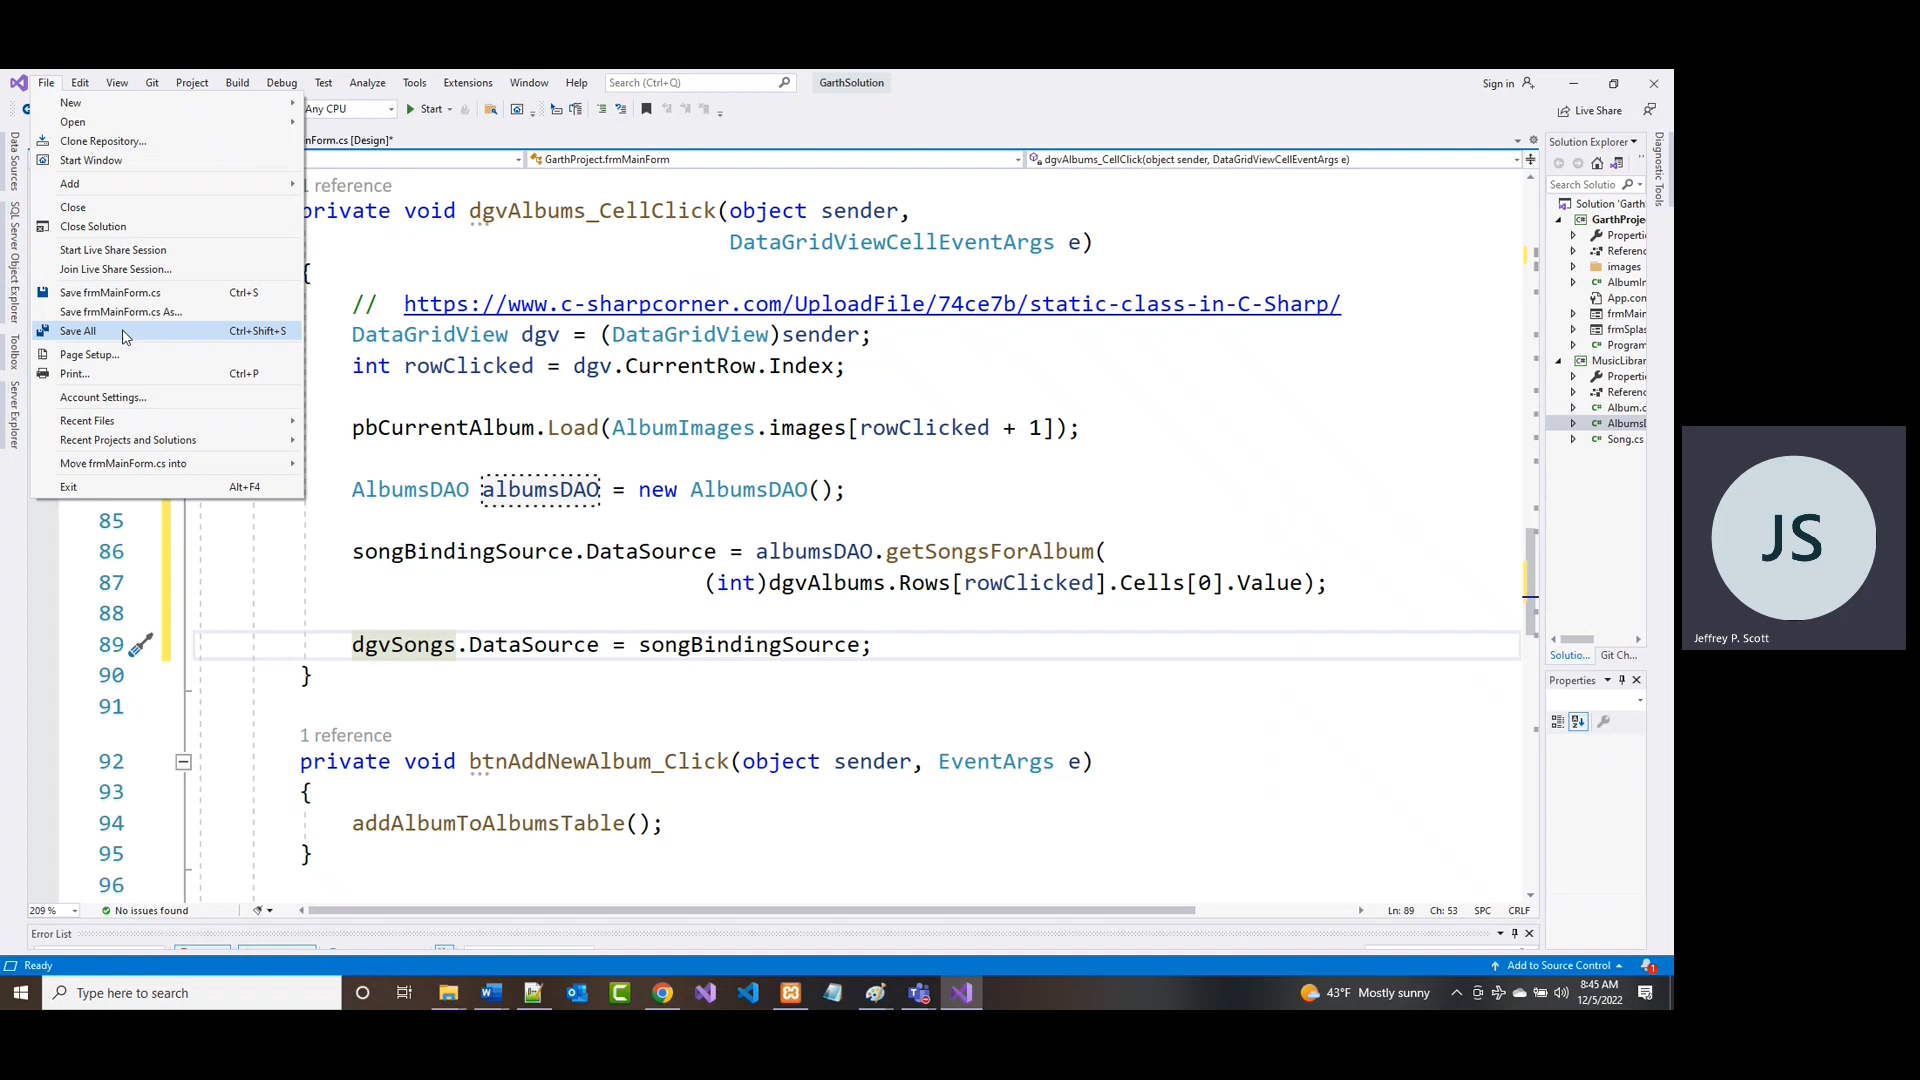 File Edit View Git Project Build Debug Test Analyze Tools Extensions Window Help Search (Ctrl+Q) GarthSolution Sign in
Any CPU Start Live Share
New
Open
Clone Repository...
Start Window
Add
Close
Close Solution
Start Live Share Session
Join Live Share Session...
Save frmMainForm.cs Ctrl+S
Save frmMainForm.cs As...
Save All Ctrl+Shift+S
Page Setup...
Print... Ctrl+P
Account Settings...
Recent Files
Recent Projects and Solutions
Move frmMainForm.cs into
Exit Alt+F4
Data Sources
SQL Server Object Explorer
Toolbox
Server Explorer
nForm.cs [Design]*
GarthProject.frmMainForm dgvAlbums_CellClick(object sender, DataGridViewCellEventArgs e)
1 reference
private void dgvAlbums_CellClick(object sender,
DataGridViewCellEventArgs e)
{
// https://www.c-sharpcorner.com/UploadFile/74ce7b/static-class-in-C-Sharp/
DataGridView dgv = (DataGridView)sender;
int rowClicked = dgv.CurrentRow.Index;
pbCurrentAlbum.Load(AlbumImages.images[rowClicked + 1]);
AlbumsDAO albumsDAO = new AlbumsDAO();
85
86 songBindingSource.DataSource = albumsDAO.getSongsForAlbum(
87 (int)dgvAlbums.Rows[rowClicked].Cells[0].Value);
88
89 dgvSongs.DataSource = songBindingSource;
90 }
91
1 reference
92 private void btnAddNewAlbum_Click(object sender, EventArgs e)
93 {
94 addAlbumToAlbumsTable();
95 }
96
209 % No issues found Ln: 89 Ch: 53 SPC CRLF
Error List
Ready Add to Source Control 1
Solution Explorer
Search Solutio
Solution 'Garth
GarthProje
Properti
Referenc
images
AlbumIn
App.con
frmMai
frmSpla
Program
MusicLibrar
Properti
Referenc
Album.c
AlbumsD
Song.cs
Solutio... Git Ch...
Properties
Diagnostic Tools
Type here to search 43°F Mostly sunny 8:45 AM
12/5/2022
JS
Jeffrey P. Scott